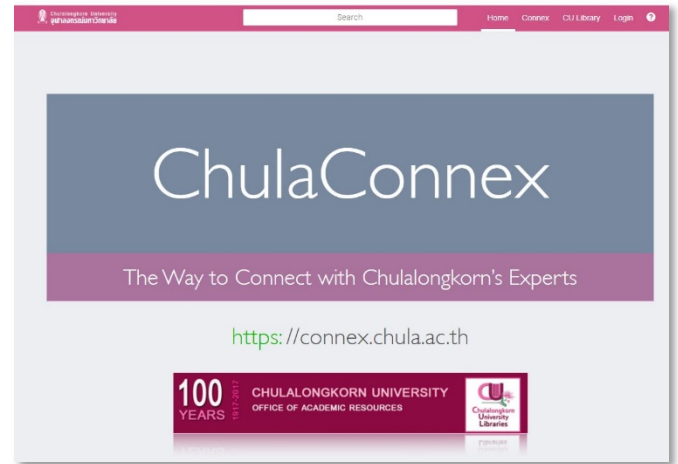 Chulalongkorn University
จุฬาลงกรณ์มหาวิทยาลัย
Search
Home Connex CU Library Login ?
ChulaConnex
The Way to Connect with Chulalongkorn's Experts
https://connex.chula.ac.th
100
YEARS
1917-2017
CHULALONGKORN UNIVERSITY
OFFICE OF ACADEMIC RESOURCES
CU
Chulalongkorn
University
Libraries